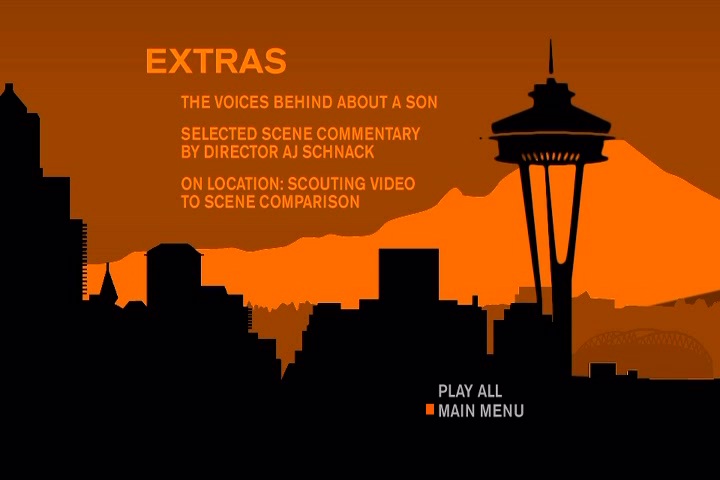 EXTRAS
THE VOICES BEHIND ABOUT A SON
SELECTED SCENE COMMENTARY
BY DIRECTOR AJ SCHNACK
ON LOCATION: SCOUTING VIDEO
TO SCENE COMPARISON
PLAY ALL
MAIN MENU